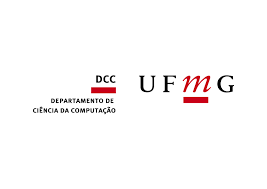 DCC
DEPARTAMENTO DE
CIÊNCIA DA COMPUTAÇÃO
UFmG